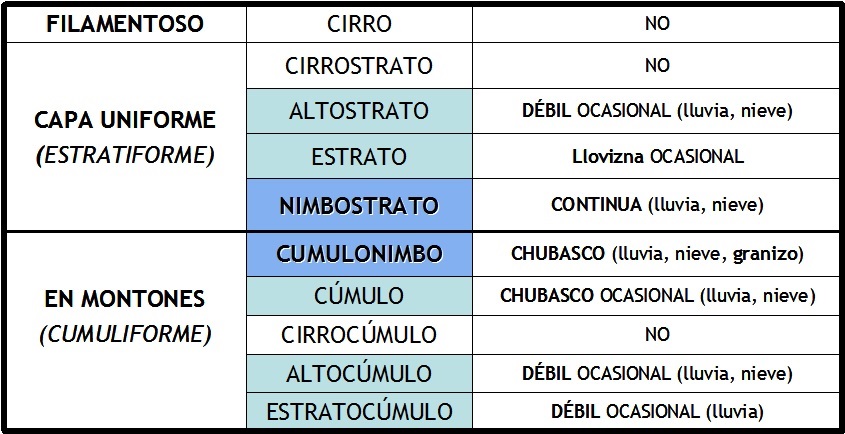 FILAMENTOSO CIRRO NO
CIRROSTRATO NO
CAPA UNIFORME
(ESTRATIFORME)
ALTOSTRATO DÉBIL OCASIONAL (lluvia, nieve)
ESTRATO Llovizna OCASIONAL
NIMBOSTRATO CONTINUA (lluvia, nieve)
EN MONTONES
(CUMULIFORME)
CUMULONIMBO CHUBASCO (lluvia, nieve, granizo)
CÚMULO CHUBASCO OCASIONAL (lluvia, nieve)
CIRROCÚMULO NO
ALTOCÚMULO DÉBIL OCASIONAL (lluvia, nieve)
ESTRATOCÚMULO DÉBIL OCASIONAL (lluvia)